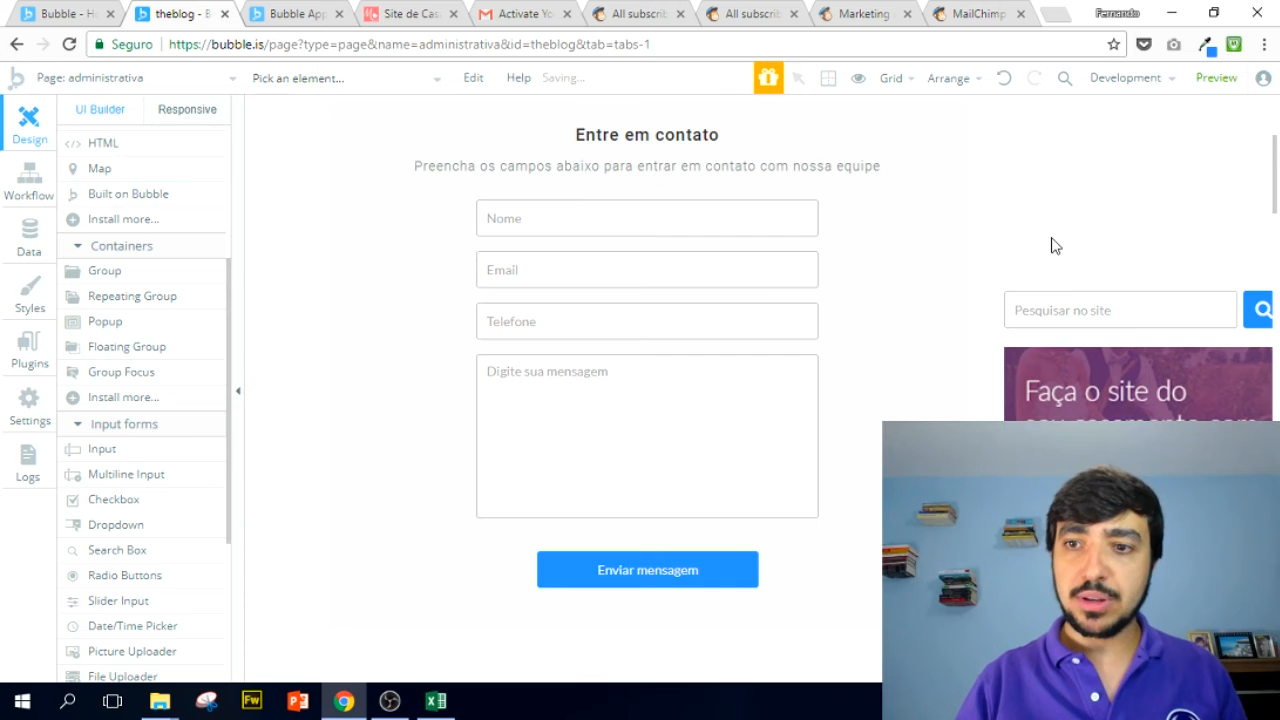 Bubble - H
theblog - B
Bubble App
Site de Cas
Activate Yo
All subscri
All subscri
Marketing
MailChimp
Fernando
Seguro
https://bubble.is/page?type=page&name=administrativa&id=theblog&tab=tabs-1
Page: administrativa
Pick an element...
Edit
Help
Saving...
Grid
Arrange
Development
Preview
Design
Workflow
Data
Styles
Plugins
Settings
Logs
UI Builder
Responsive
HTML
Map
Built on Bubble
Install more...
Containers
Group
Repeating Group
Popup
Floating Group
Group Focus
Install more...
Input forms
Input
Multiline Input
Checkbox
Dropdown
Search Box
Radio Buttons
Slider Input
Date/Time Picker
Picture Uploader
File Uploader
Entre em contato
Preencha os campos abaixo para entrar em contato com nossa equipe
Nome
Email
Telefone
Digite sua mensagem
Enviar mensagem
Pesquisar no site
Faça o site do
Fw